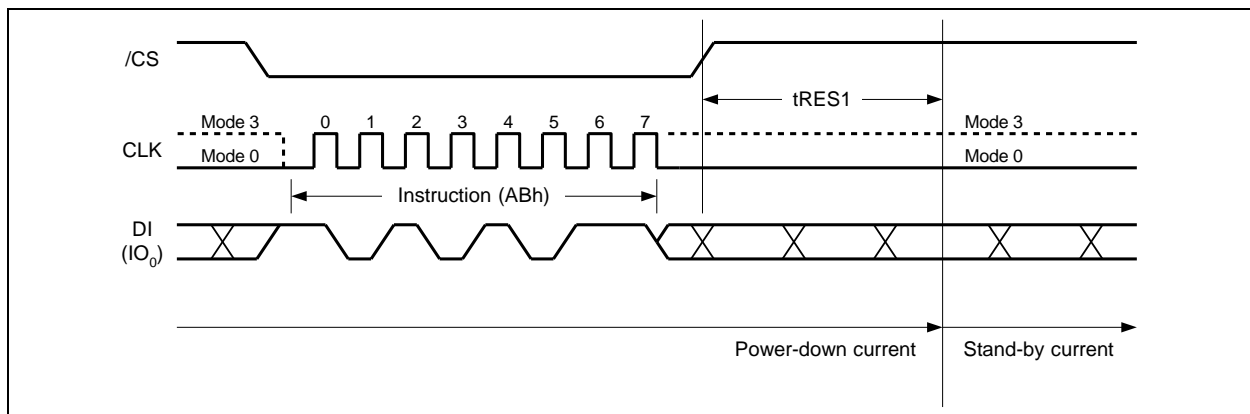 /CS
tRES1
Mode 3 0 1 2 3 4 5 6 7 Mode 3
CLK
Mode 0 Mode 0
Instruction (ABh)
DI
(IO0)
Power-down current Stand-by current